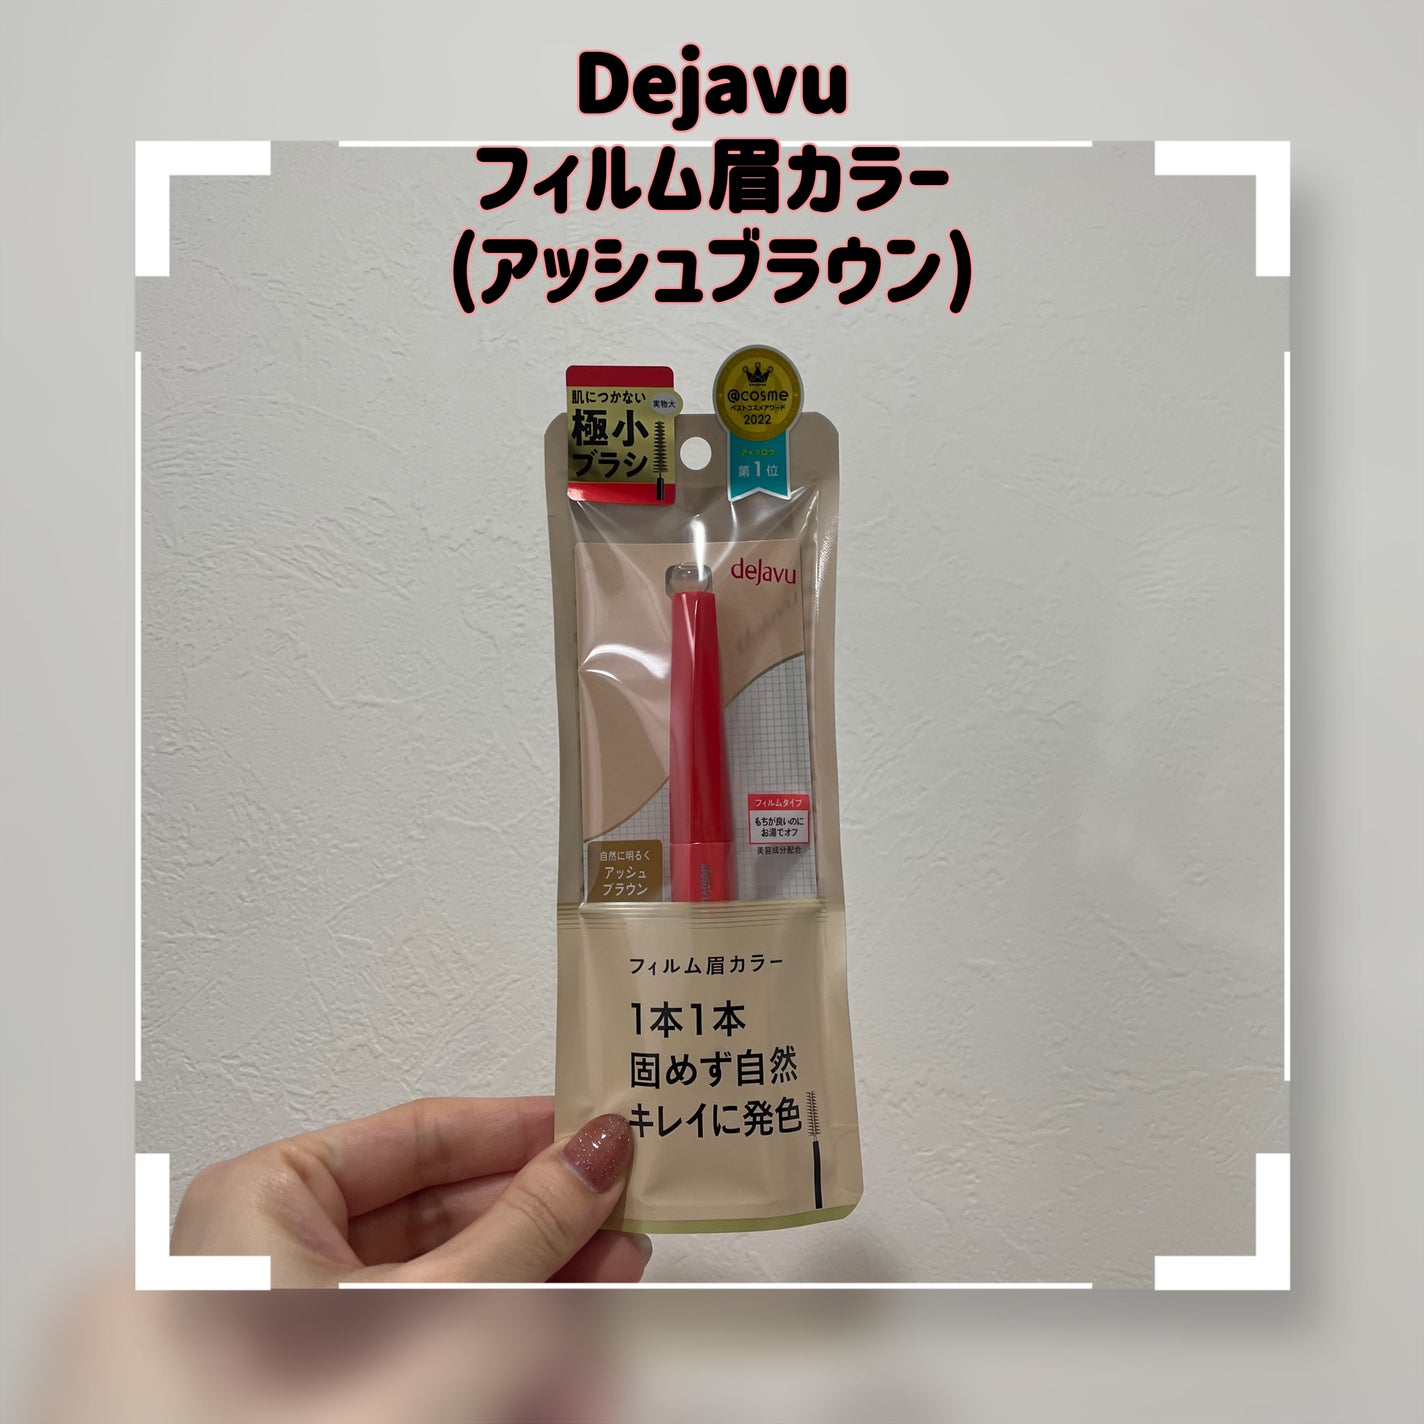 Dejavu
フィルム眉カラー
(アッシュブラウン)
肌につかない
実物大
極小
ブラシ
@cosme
ベストコスメアワード
2022
アイブロウ
第1位
deJavu
フィルムタイプ
もちが良いのに
お湯でオフ
美容成分配合
自然に明るく
アッシュ
ブラウン
フィルム眉カラー
1本1本
固めず自然
キレイに発色